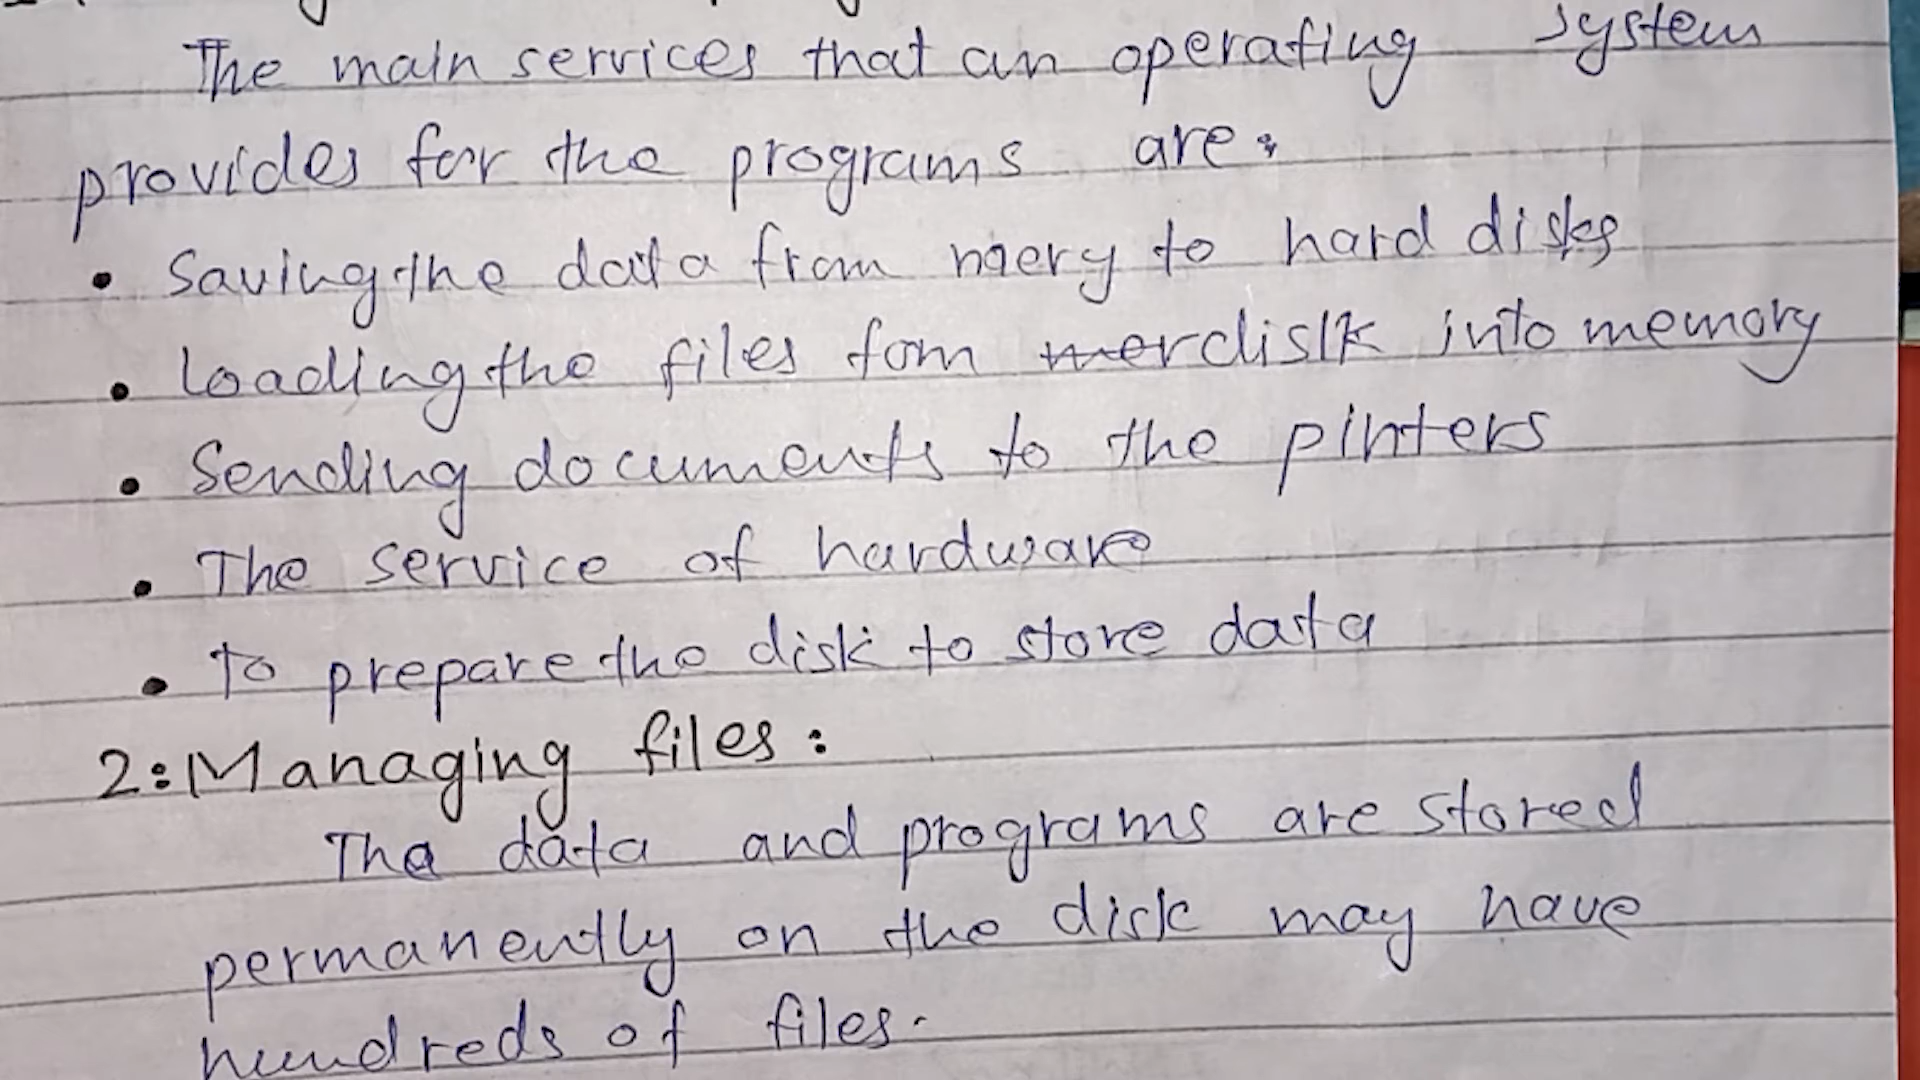 The main services that an operating system
provides for the programs are:
• Saving the data from mery to hard disks
• Loading the files fom disk into memory
• Sending documents to the pinters
• The service of hardware
• To prepare the disk to store data
2:Managing files:
The data and programs are stored
permanently on the disk may have
hundreds of files.